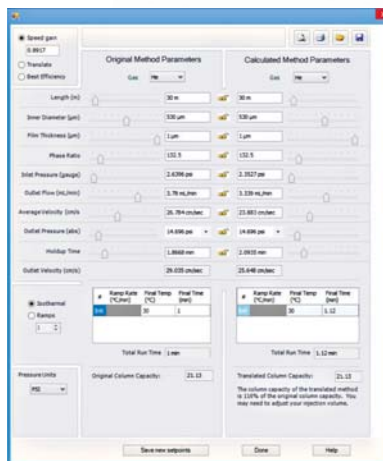 Speed gain
0.8917
Translate
Best Efficiency
Original Method Parameters
Calculated Method Parameters
Gas He
Gas He
Length (m) 30 m 30 m
Inner Diameter (µm) 530 µm 530 µm
Film Thickness (µm) 1 µm 1 µm
Phase Ratio 132.5 132.5
Inlet Pressure (gauge) 2.6396 psi 2.3527 psi
Outlet Flow (mL/min) 3.78 mL/min 3.339 mL/min
Average Velocity (cm/s) 26.784 cm/sec 23.883 cm/sec
Outlet Pressure (abs) 14.696 psi 14.696 psi
Holdup Time 1.8668 min 2.0935 min
Outlet Velocity (cm/s) 29.035 cm/sec 25.648 cm/sec
Isothermal
Ramps
1
# Ramp Rate (°C/min) Final Temp (°C) Final Time (min)
Init 30 1
# Ramp Rate (°C/min) Final Temp (°C) Final Time (min)
Init 30 1.12
Total Run Time 1 min
Total Run Time 1.12 min
Pressure Units
PSI
Original Column Capacity: 21.13
Translated Column Capacity: 21.13
The column capacity of the translated method
is 110% of the original column capacity. You
may need to adjust your injection volume.
Save new setpoints
Done
Help